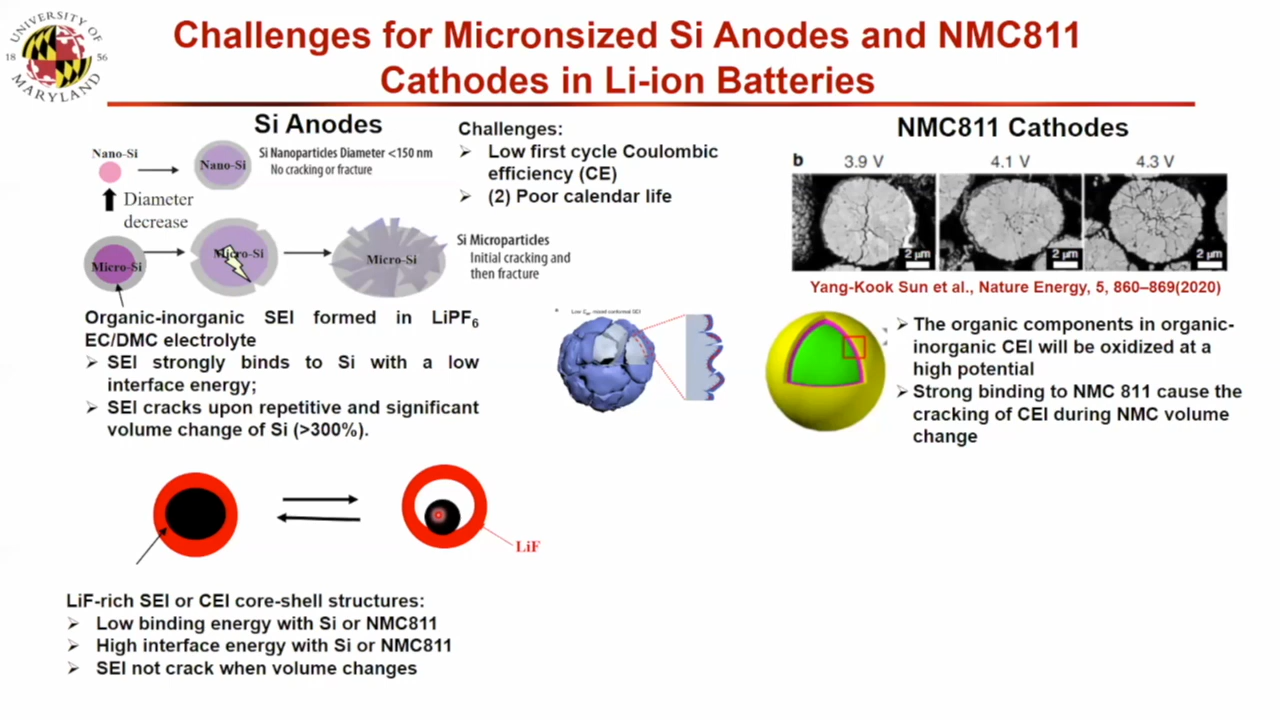 UNIVERSITY OF
18 56
MARYLAND
Challenges for Micronsized Si Anodes and NMC811
Cathodes in Li-ion Batteries
Si Anodes
Nano-Si
Nano-Si
Si Nanoparticles Diameter <150 nm
No cracking or fracture
Diameter
decrease
Micro-Si
Micro-Si
Micro-Si
Si Microparticles
Initial cracking and
then fracture
Challenges:
➢ Low first cycle Coulombic
efficiency (CE)
➢ (2) Poor calendar life
Organic-inorganic SEI formed in LiPF6
EC/DMC electrolyte
➢ SEI strongly binds to Si with a low
interface energy;
➢ SEI cracks upon repetitive and significant
volume change of Si (>300%).
LiF
LiF-rich SEI or CEI core-shell structures:
➢ Low binding energy with Si or NMC811
➢ High interface energy with Si or NMC811
➢ SEI not crack when volume changes
NMC811 Cathodes
b 3.9 V 4.1 V 4.3 V
2 μm 2 μm 2 μm
Yang-Kook Sun et al., Nature Energy, 5, 860–869(2020)
➢ The organic components in organic-
inorganic CEI will be oxidized at a
high potential
➢ Strong binding to NMC 811 cause the
cracking of CEI during NMC volume
change